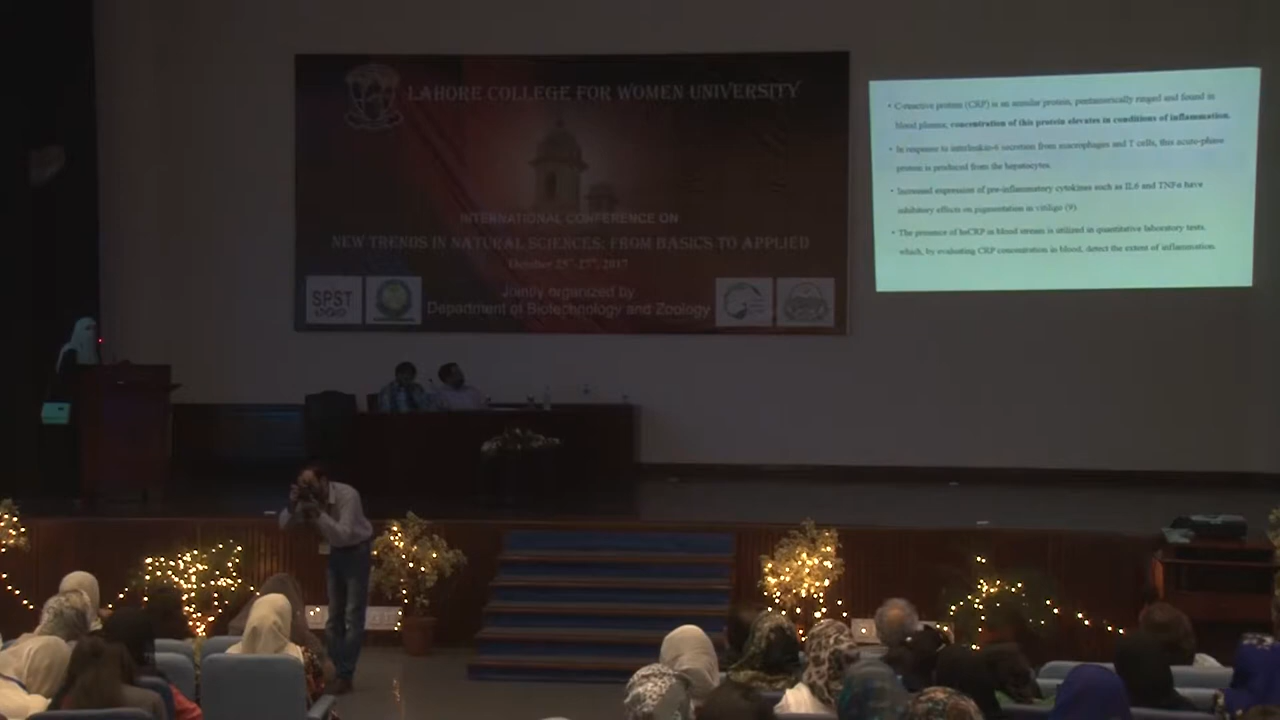 LAHORE COLLEGE FOR WOMEN UNIVERSITY
INTERNATIONAL CONFERENCE ON
NEW TRENDS IN NATURAL SCIENCES: FROM BASICS TO APPLIED
Jointly organized by
Department of Biotechnology and Zoology
SPST
• C-reactive protein (CRP) is an annular protein, pentamerically ringed and found in
blood plasma; concentration of this protein elevates in conditions of inflammation.
• In response to interleukin-6 secretion from macrophages and T cells, this acute-phase
protein is produced from the hepatocytes.
• Increased expression of pre-inflammatory cytokines such as IL6 and TNFα have
inhibitory effects on pigmentation in vitiligo (9)
• The presence of hsCRP in blood stream is utilized in quantitative laboratory tests,
which, by evaluating CRP concentration in blood, detect the extent of inflammation.